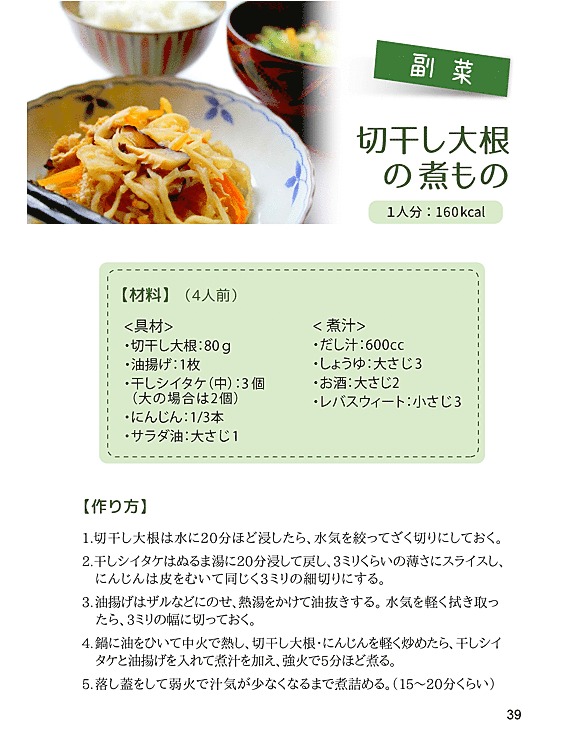 副菜
切干し大根
の煮もの
1人分：160kcal
【材料】（4人前）
<具材>
・切干し大根：80g
・油揚げ：1枚
・干しシイタケ（中）：3個
（大の場合は2個）
・にんじん：1/3本
・サラダ油：大さじ1
<煮汁>
・だし汁：600cc
・しょうゆ：大さじ3
・お酒：大さじ2
・レバスウィート：小さじ3
【作り方】
1.切干し大根は水に20分ほど浸したら、水気を絞ってざく切りにしておく。
2.干しシイタケはぬるま湯に20分浸して戻し、3ミリくらいの薄さにスライスし、
にんじんは皮をむいて同じく3ミリの細切りにする。
3.油揚げはザルなどにのせ、熱湯をかけて油抜きする。水気を軽く拭き取っ
たら、3ミリの幅に切っておく。
4.鍋に油をひいて中火で熱し、切干し大根・にんじんを軽く炒めたら、干しシイ
タケと油揚げを入れて煮汁を加え、強火で5分ほど煮る。
5.落し蓋をして弱火で汁気が少なくなるまで煮詰める。（15〜20分くらい）
39